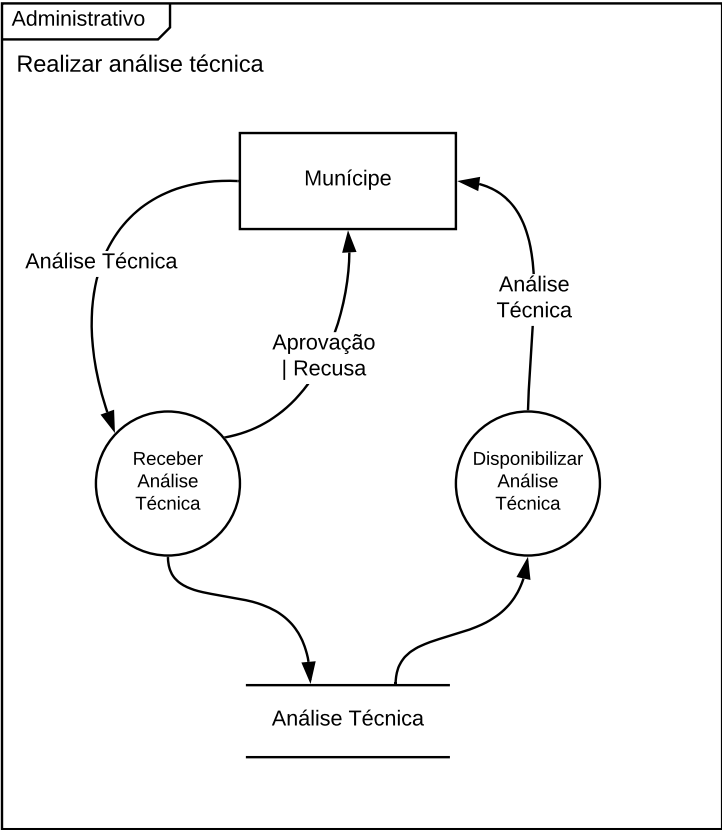 Administrativo
Realizar análise técnica
Munícipe
Análise Técnica
Análise
Técnica
Aprovação
| Recusa
Receber
Análise
Técnica
Disponibilizar
Análise
Técnica
Análise Técnica